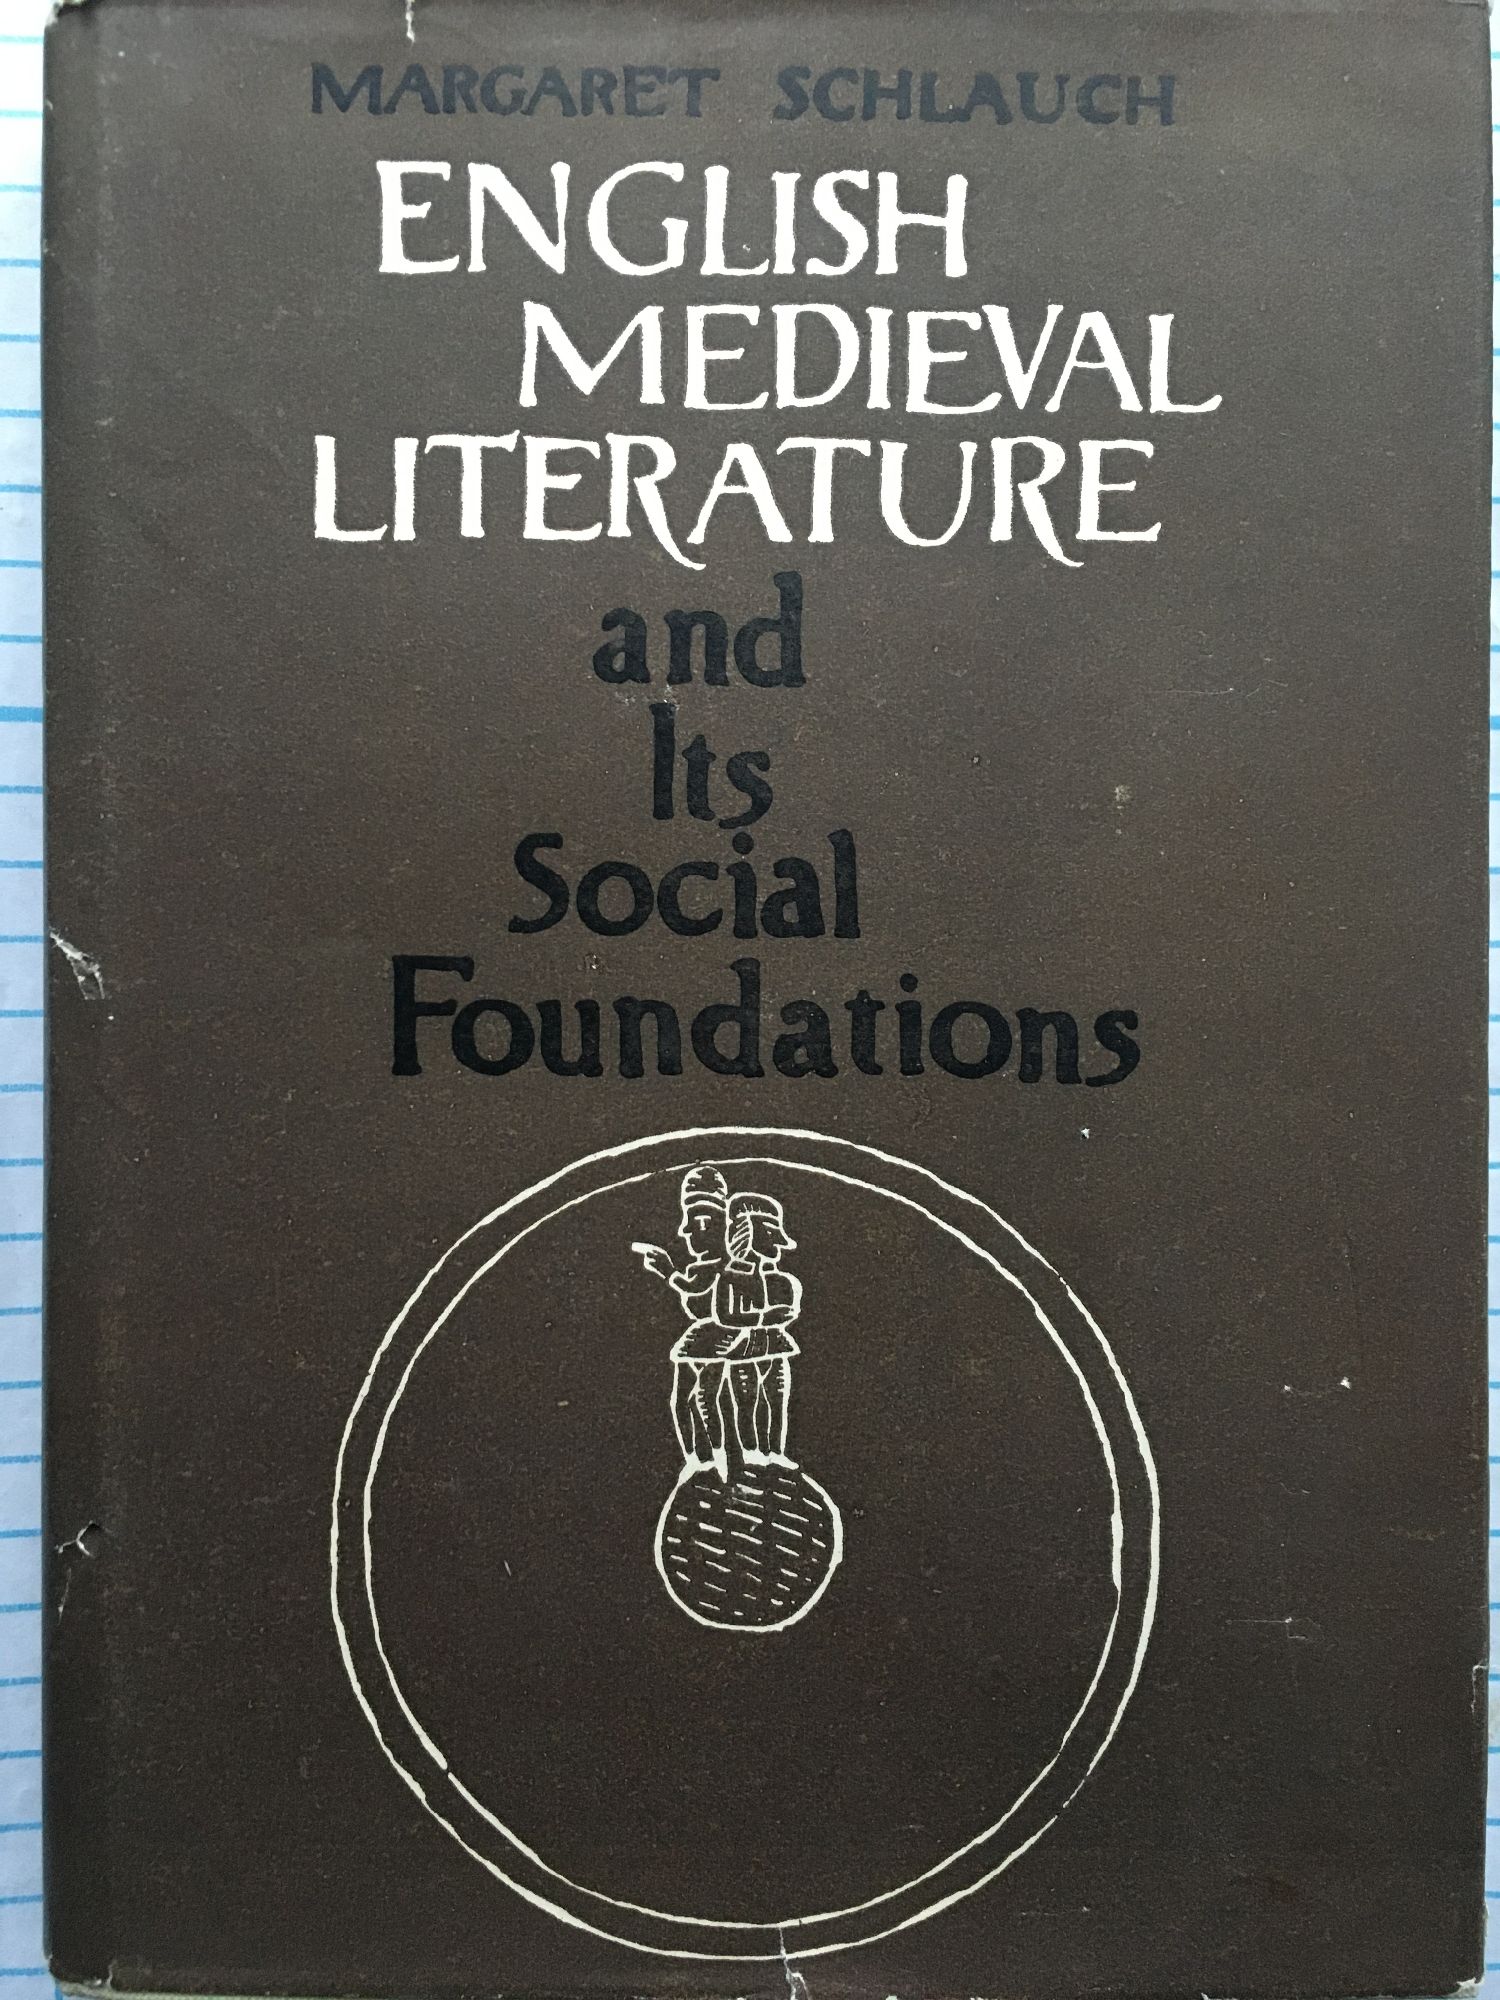 MARGARET SCHLAUCH
ENGLISH
MEDIEVAL
LITERATURE
and
Its
Social
Foundations